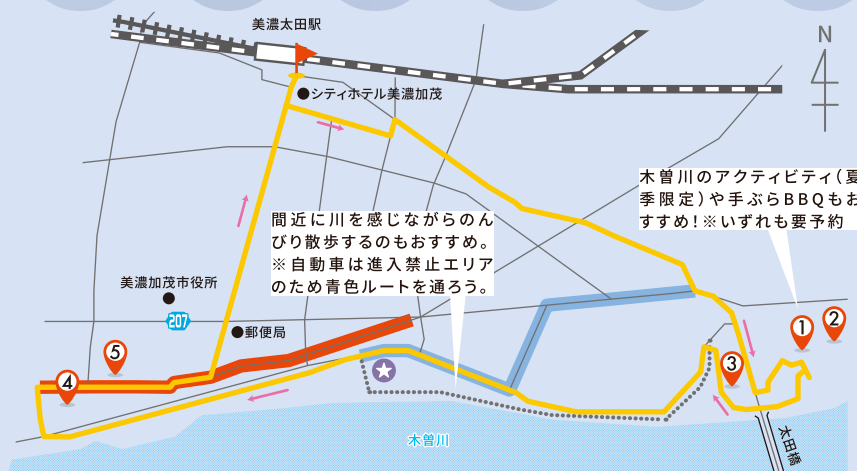 美濃太田駅
N
シティホテル美濃加茂
木曽川のアクティビティ(夏
季限定)や手ぶらBBQもお
すすめ!※いずれも要予約
間近に川を感じながらのん
びり散歩するのもおすすめ。
※自動車は進入禁止エリア
のため青色ルートを通ろう。
美濃加茂市役所
207
郵便局
1
2
3
5
4
木曽川
太田橋